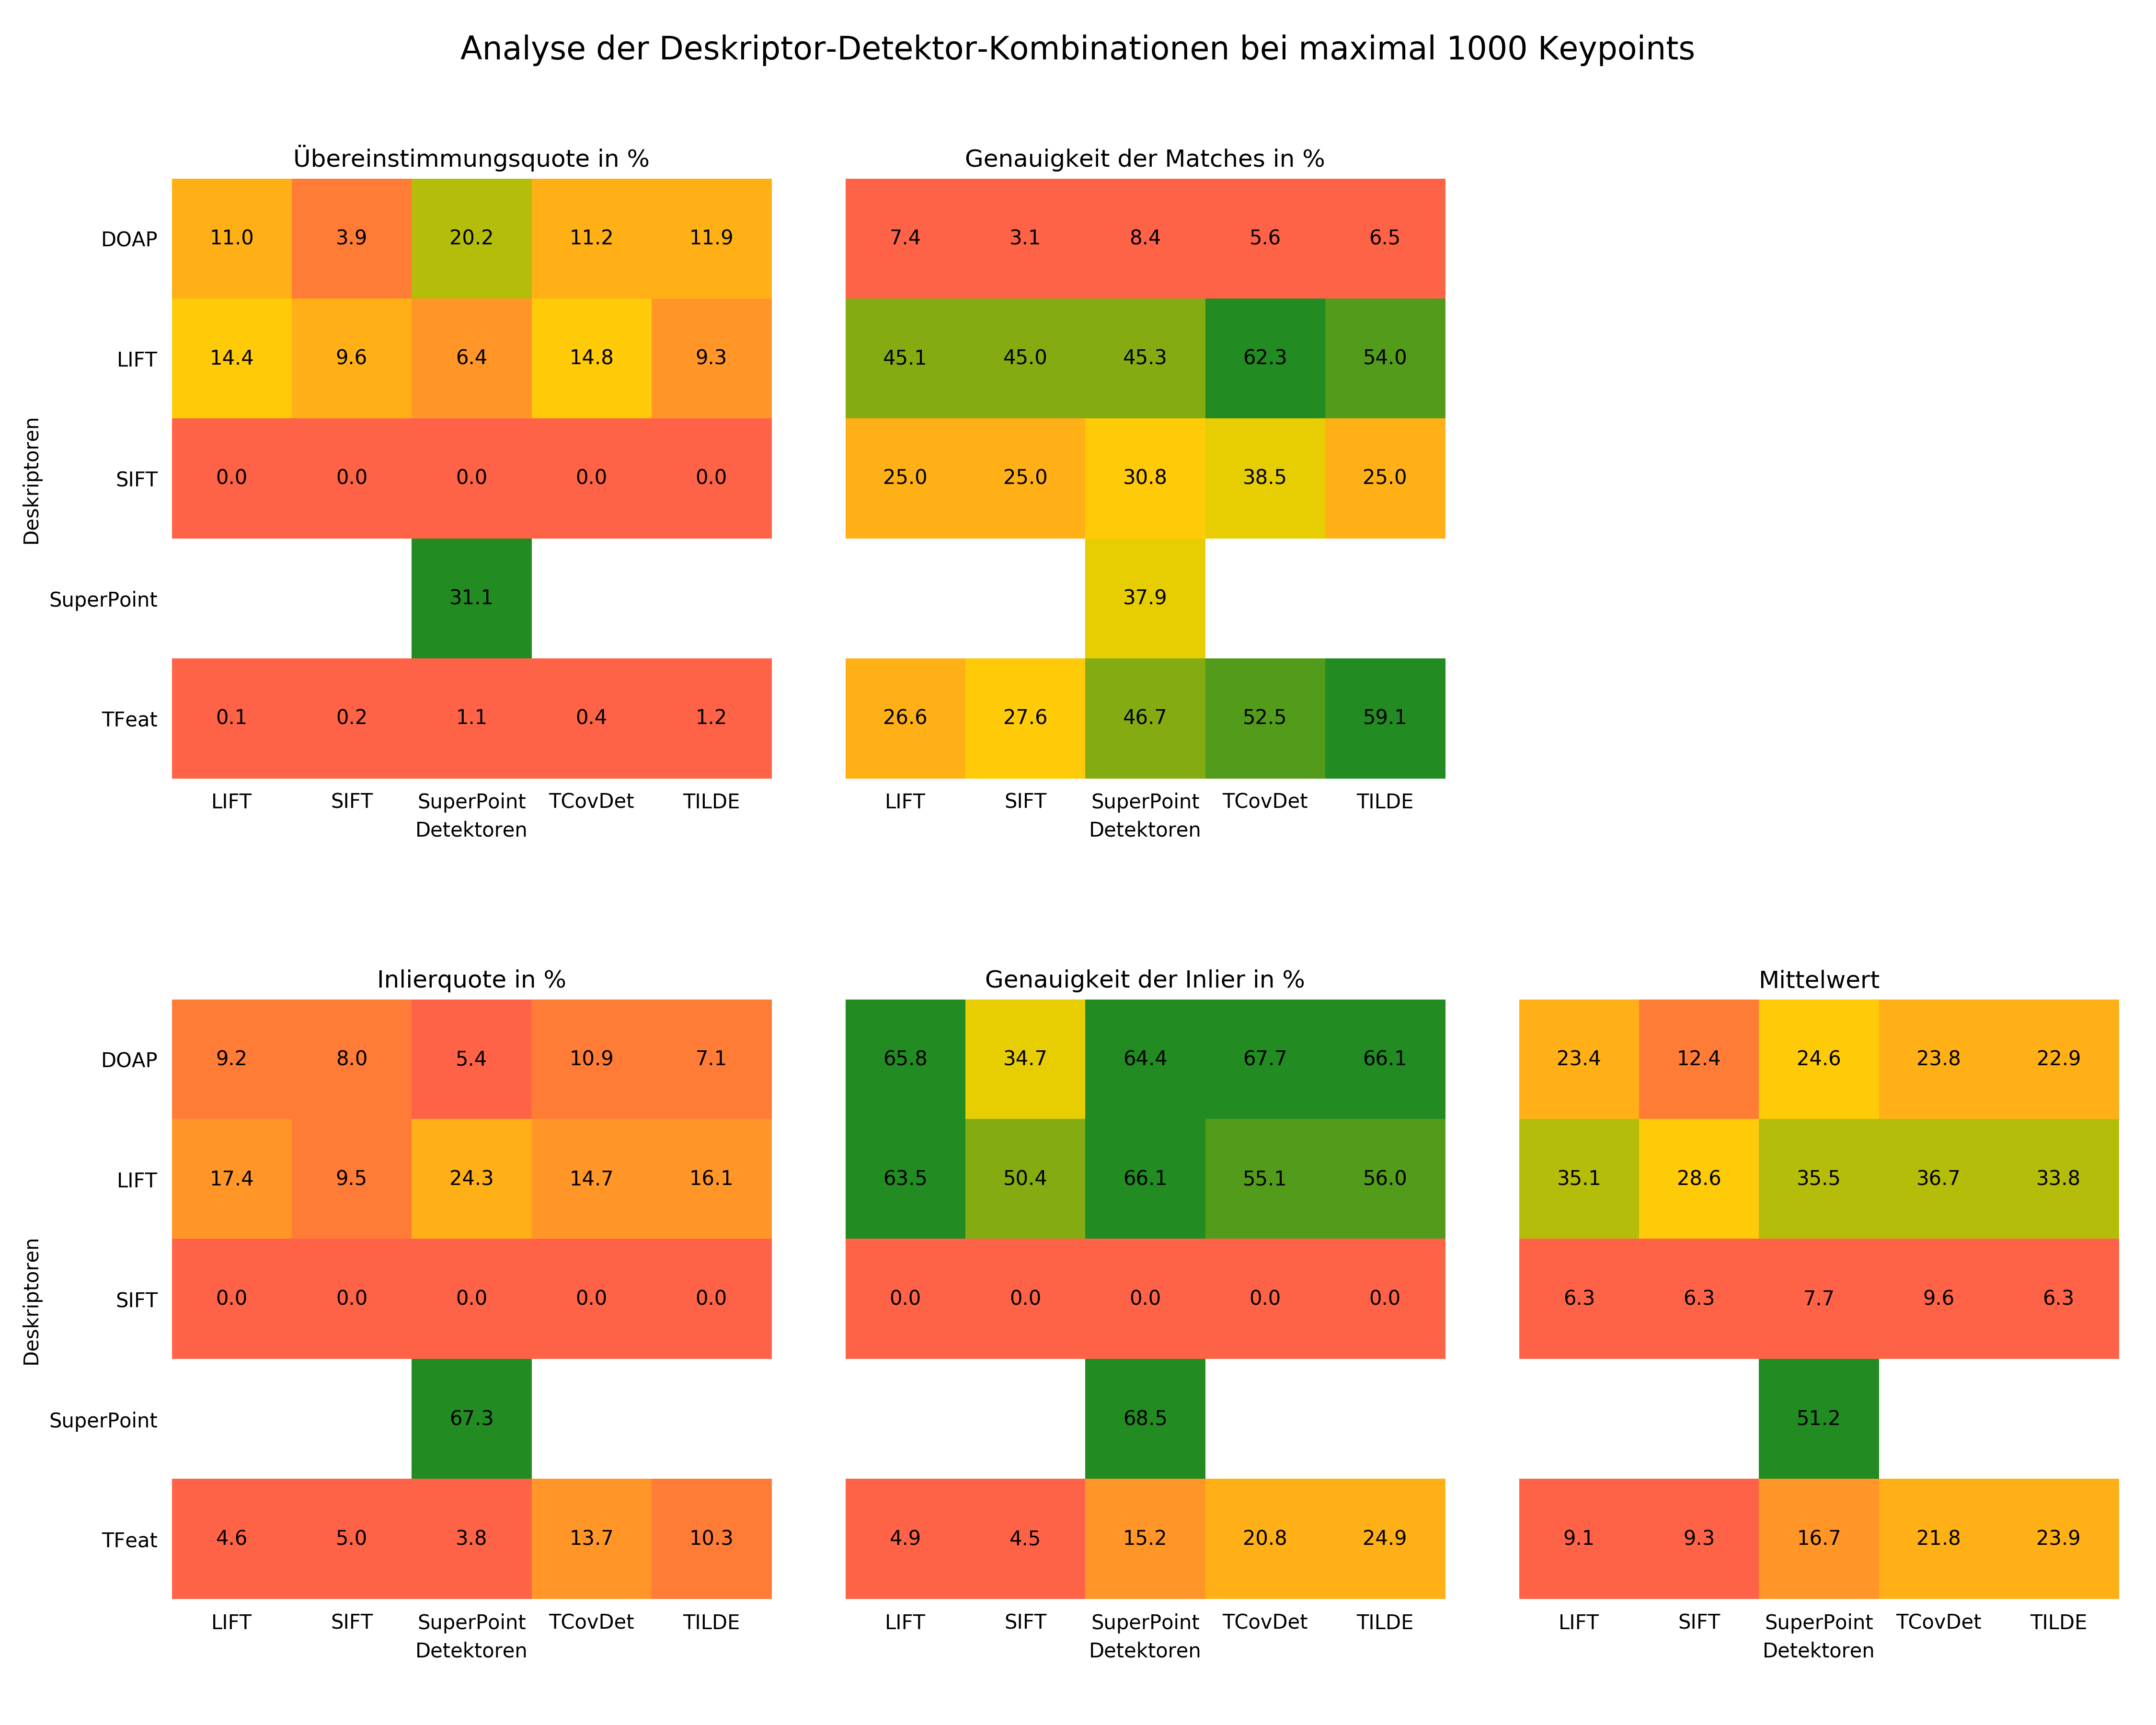 Analyse der Deskriptor-Detektor-Kombinationen bei maximal 1000 Keypoints
Übereinstimmungsquote in %
Deskriptoren
DOAP 11.0 3.9 20.2 11.2 11.9
LIFT 14.4 9.6 6.4 14.8 9.3
SIFT 0.0 0.0 0.0 0.0 0.0
SuperPoint 31.1
TFeat 0.1 0.2 1.1 0.4 1.2
LIFT SIFT SuperPoint TCovDet TILDE
Detektoren
Genauigkeit der Matches in %
7.4 3.1 8.4 5.6 6.5
45.1 45.0 45.3 62.3 54.0
25.0 25.0 30.8 38.5 25.0
37.9
26.6 27.6 46.7 52.5 59.1
LIFT SIFT SuperPoint TCovDet TILDE
Detektoren
Inlierquote in %
Deskriptoren
DOAP 9.2 8.0 5.4 10.9 7.1
LIFT 17.4 9.5 24.3 14.7 16.1
SIFT 0.0 0.0 0.0 0.0 0.0
SuperPoint 67.3
TFeat 4.6 5.0 3.8 13.7 10.3
LIFT SIFT SuperPoint TCovDet TILDE
Detektoren
Genauigkeit der Inlier in %
65.8 34.7 64.4 67.7 66.1
63.5 50.4 66.1 55.1 56.0
0.0 0.0 0.0 0.0 0.0
68.5
4.9 4.5 15.2 20.8 24.9
LIFT SIFT SuperPoint TCovDet TILDE
Detektoren
Mittelwert
23.4 12.4 24.6 23.8 22.9
35.1 28.6 35.5 36.7 33.8
6.3 6.3 7.7 9.6 6.3
51.2
9.1 9.3 16.7 21.8 23.9
LIFT SIFT SuperPoint TCovDet TILDE
Detektoren